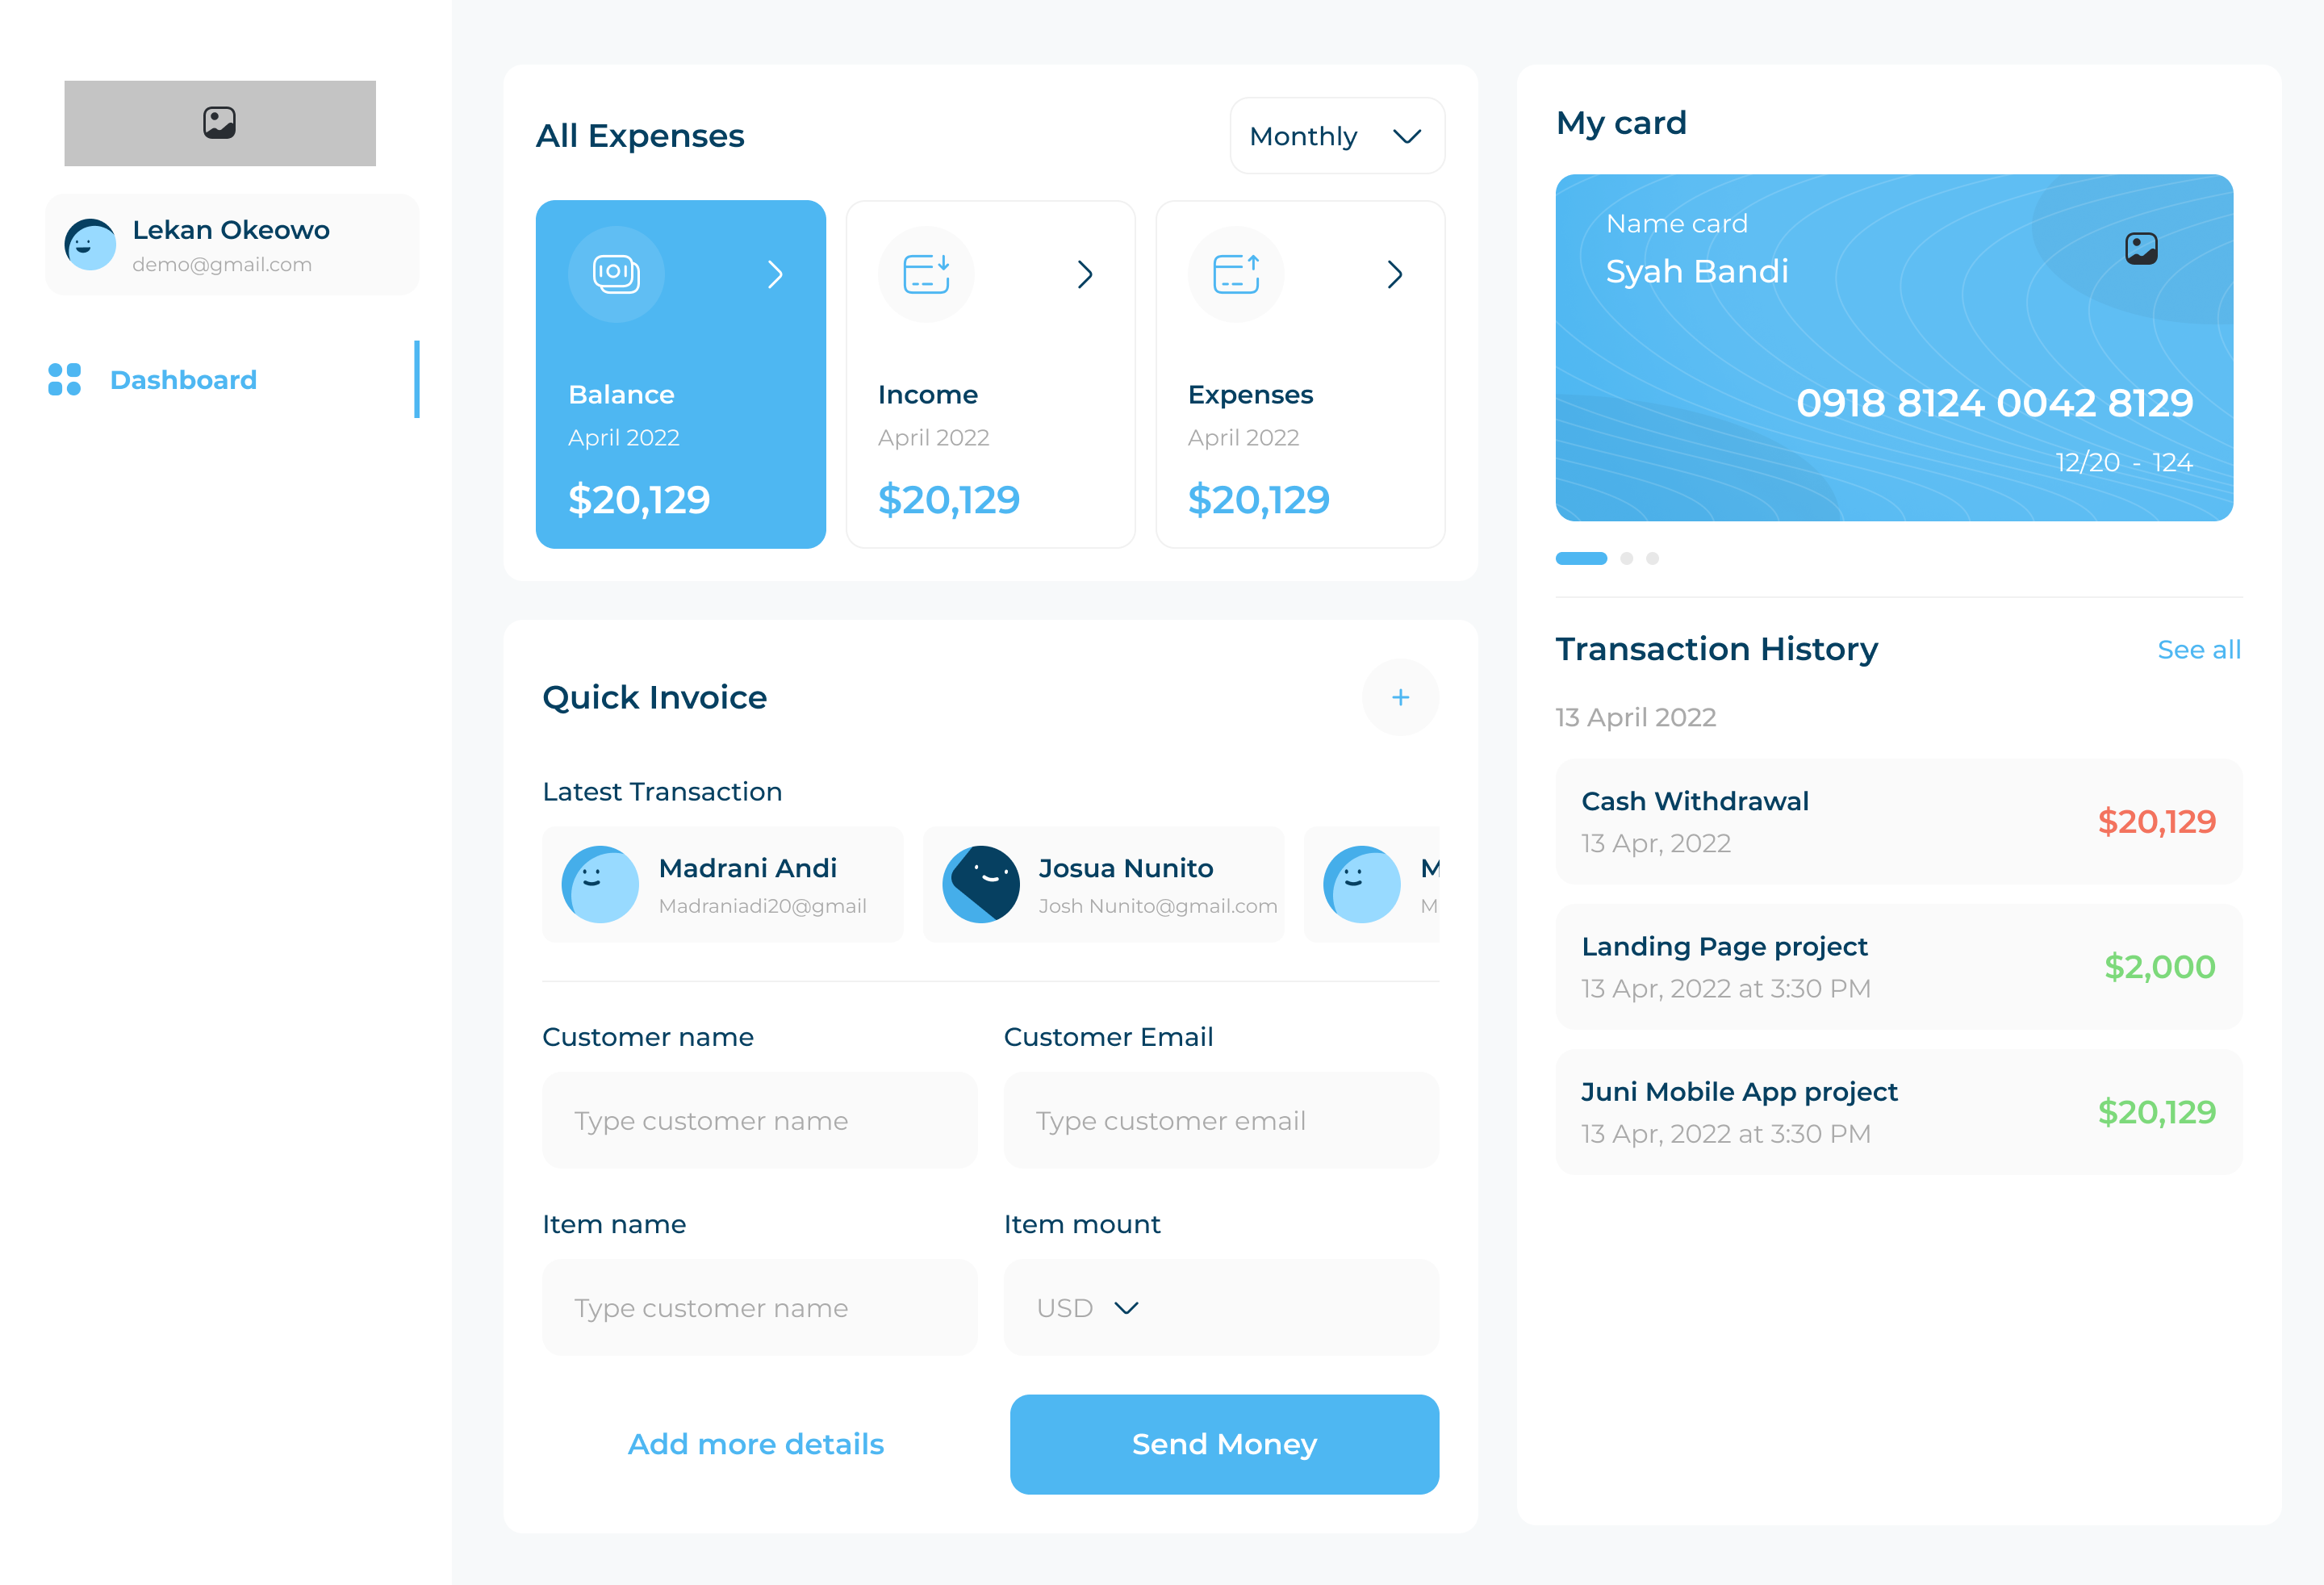 Lekan Okeowo
demo@gmail.com
Dashboard
All Expenses
Monthly
Balance
April 2022
$20,129
Income
April 2022
$20,129
Expenses
April 2022
$20,129
Quick Invoice
+
Latest Transaction
Madrani Andi
Madraniadi20@gmail
Josua Nunito
Josh Nunito@gmail.com
M
M
Customer name
Type customer name
Customer Email
Type customer email
Item name
Type customer name
Item mount
USD
Add more details
Send Money
My card
Name card
Syah Bandi
0918 8124 0042 8129
12/20 - 124
Transaction History
See all
13 April 2022
Cash Withdrawal
13 Apr, 2022
$20,129
Landing Page project
13 Apr, 2022 at 3:30 PM
$2,000
Juni Mobile App project
13 Apr, 2022 at 3:30 PM
$20,129